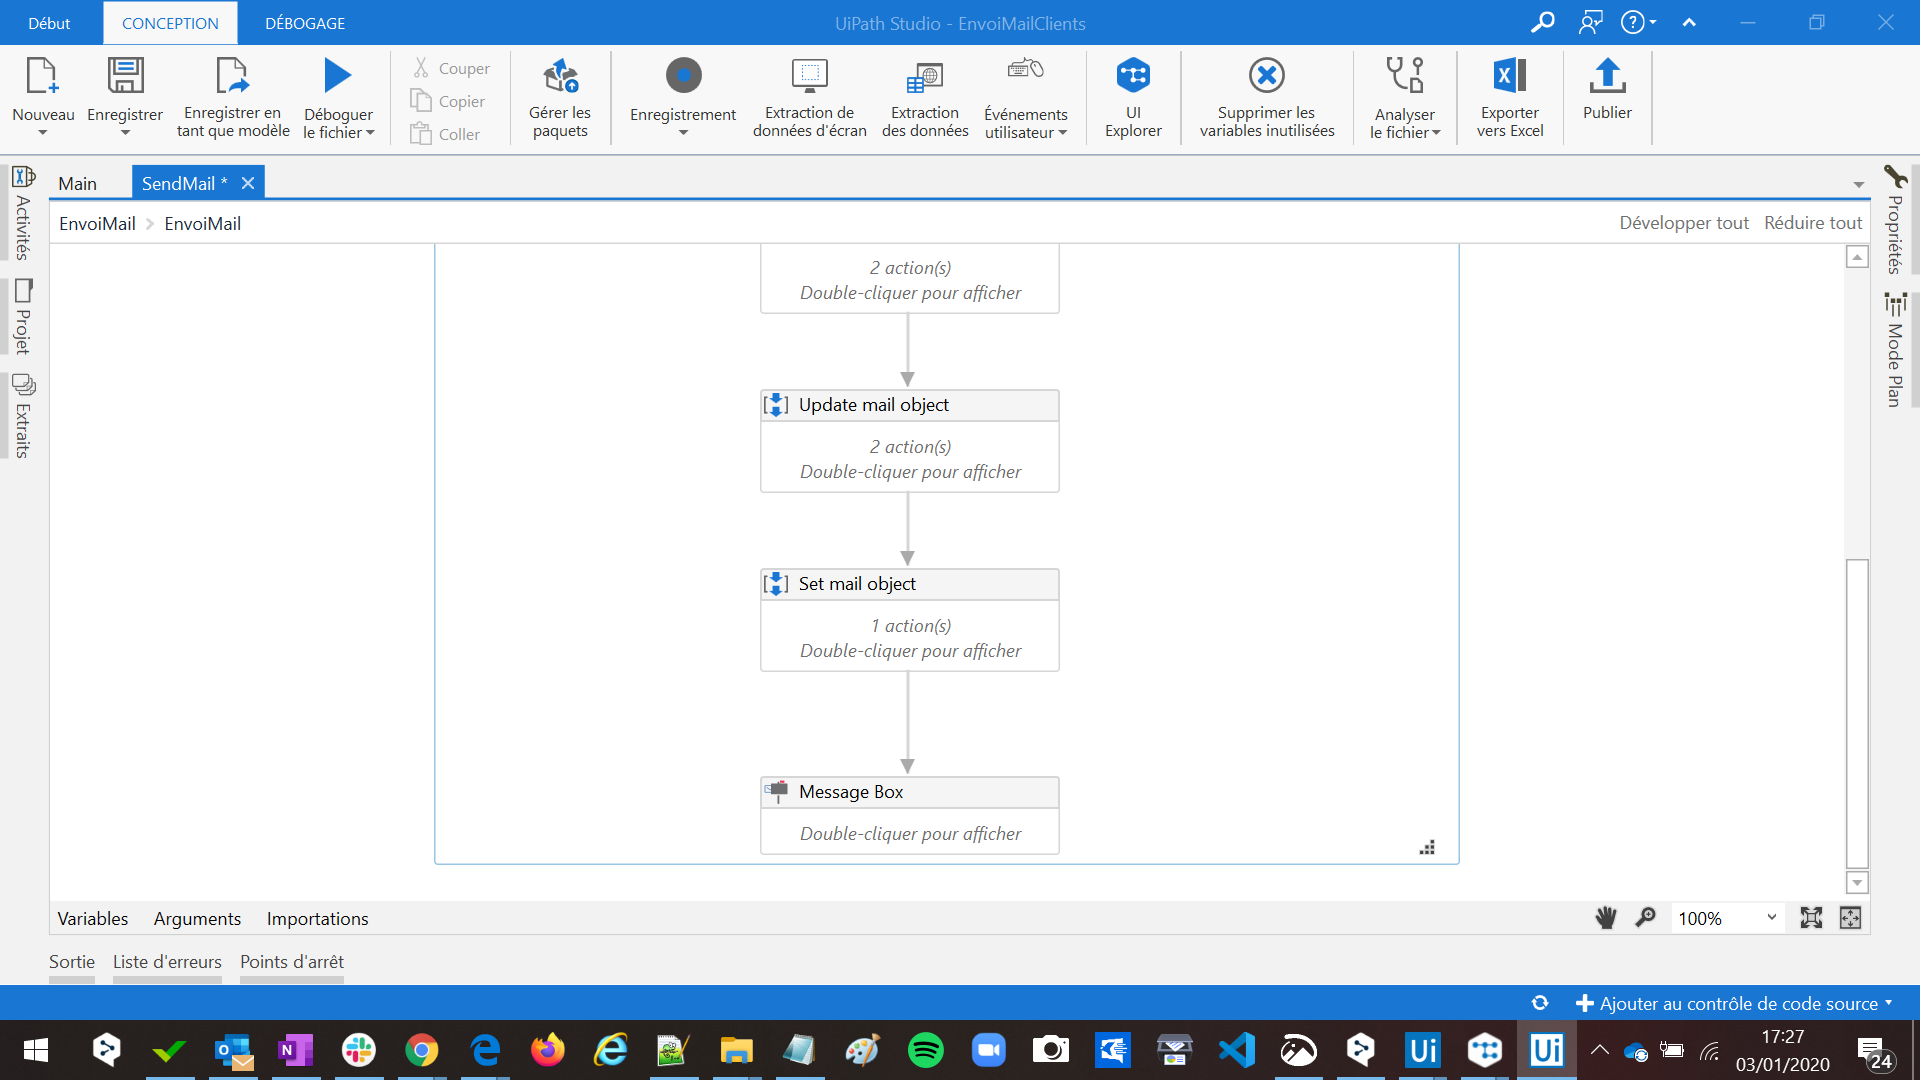 Début
CONCEPTION
DÉBOGAGE
UiPath Studio - EnvoiMailClients
Nouveau
Enregistrer
Enregistrer en
tant que modèle
Déboguer
le fichier
Couper
Copier
Coller
Gérer les
paquets
Enregistrement
Extraction de
données d'écran
Extraction
des données
Événements
utilisateur
UI
Explorer
Supprimer les
variables inutilisées
Analyser
le fichier
Exporter
vers Excel
Publier
Main
SendMail *
EnvoiMail
EnvoiMail
Développer tout
Réduire tout
Activités
Projet
Extraits
Propriétés
Mode Plan
2 action(s)
Double-cliquer pour afficher
Update mail object
2 action(s)
Double-cliquer pour afficher
Set mail object
1 action(s)
Double-cliquer pour afficher
Message Box
Double-cliquer pour afficher
Variables
Arguments
Importations
100%
Sortie
Liste d'erreurs
Points d'arrêt
Ajouter au contrôle de code source
17:27
03/01/2020
24